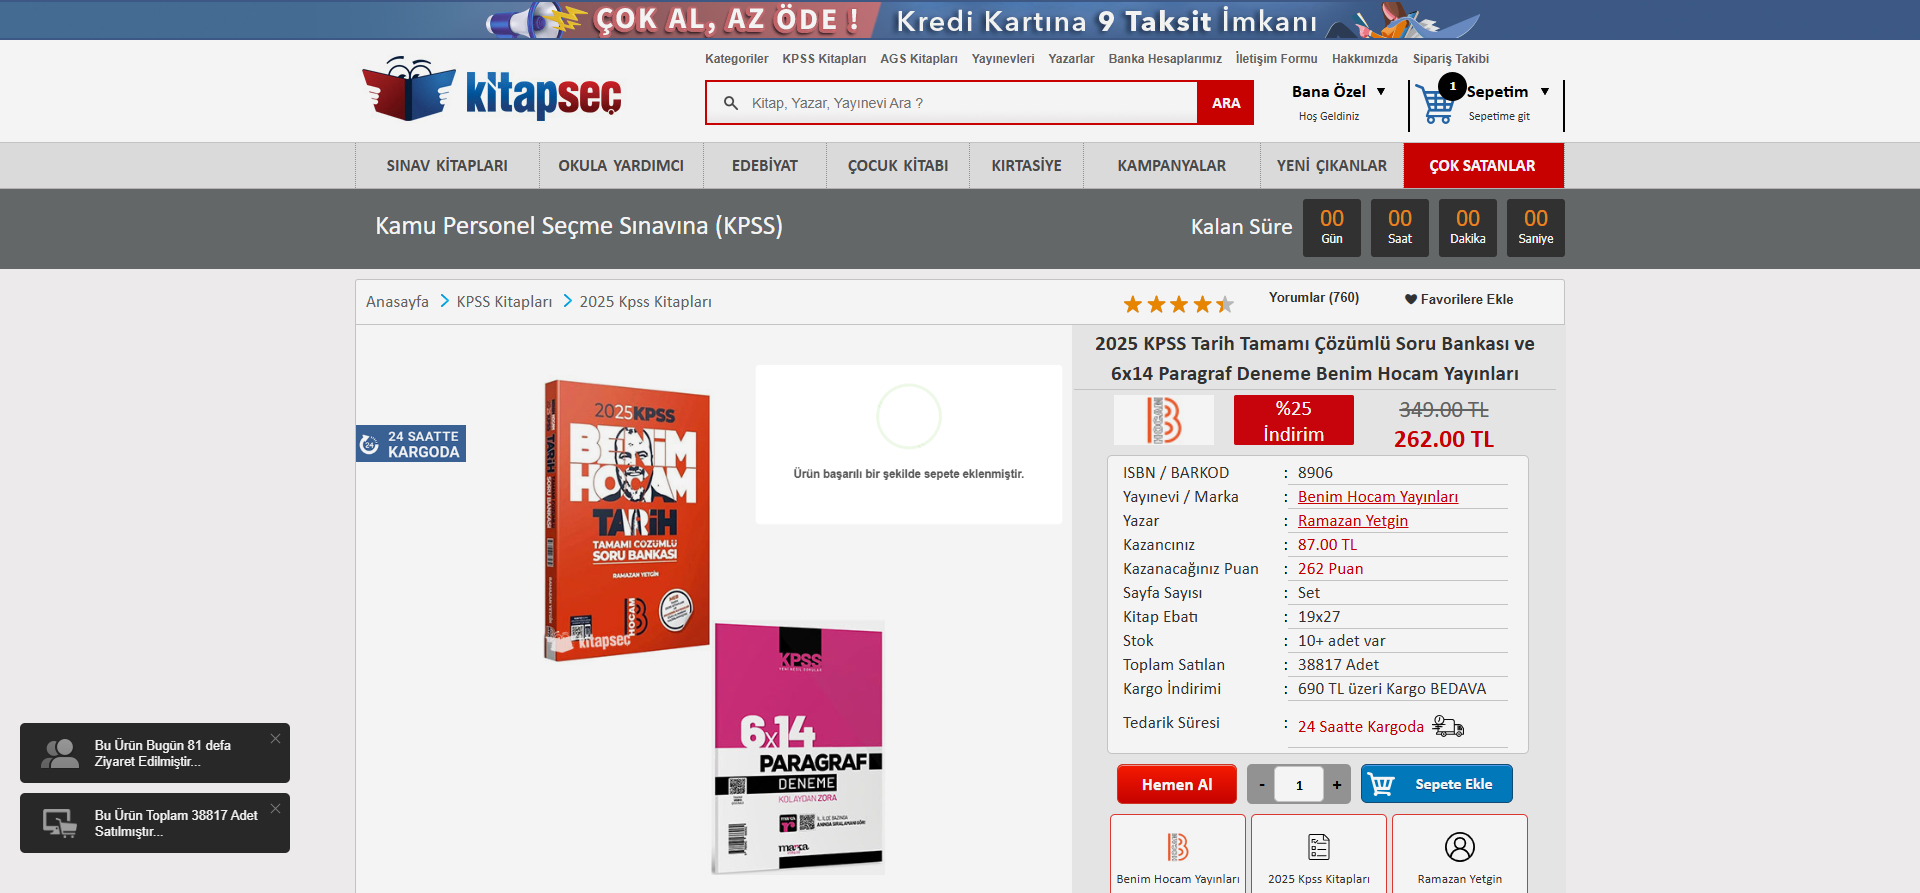 ÇOK AL, AZ ÖDE !
Kredi Kartına 9 Taksit İmkanı
Kategoriler KPSS Kitapları AGS Kitapları Yayınevleri Yazarlar Banka Hesaplarımız İletişim Formu Hakkımızda Sipariş Takibi
kitapseç
Kitap, Yazar, Yayınevi Ara ?
ARA
Bana Özel
Hoş Geldiniz
1
Sepetim
Sepetime git
SINAV KİTAPLARI OKULA YARDIMCI EDEBİYAT ÇOCUK KİTABI KIRTASİYE KAMPANYALAR YENİ ÇIKANLAR ÇOK SATANLAR
Kamu Personel Seçme Sınavına (KPSS)
Kalan Süre
00 00 00 00
Gün Saat Dakika Saniye
Anasayfa KPSS Kitapları 2025 Kpss Kitapları
Yorumlar (760)
Favorilere Ekle
24 SAATTE
KARGODA
2025 KPSS
BENİM
HOCAM
TARİH
TAMAMI ÇÖZÜMLÜ
SORU BANKASI
RAMAZAN YETGİN
HOCAM
kitapseç
TARİH SORU BANKASI
Ürün başarılı bir şekilde sepete eklenmiştir.
KPSS
6x14
PARAGRAF
DENEME
KOLAYDAN ZORA
marka
2025 KPSS Tarih Tamamı Çözümlü Soru Bankası ve
6x14 Paragraf Deneme Benim Hocam Yayınları
HOCAM
%25
İndirim
349.00 TL
262.00 TL
ISBN / BARKOD : 8906
Yayınevi / Marka : Benim Hocam Yayınları
Yazar : Ramazan Yetgin
Kazancınız : 87.00 TL
Kazanacağınız Puan : 262 Puan
Sayfa Sayısı : Set
Kitap Ebatı : 19x27
Stok : 10+ adet var
Toplam Satılan : 38817 Adet
Kargo İndirimi : 690 TL üzeri Kargo BEDAVA
Tedarik Süresi : 24 Saatte Kargoda
Hemen Al
- 1 +
Sepete Ekle
HOCAM
Benim Hocam Yayınları 2025 Kpss Kitapları Ramazan Yetgin
Bu Ürün Bugün 81 defa
Ziyaret Edilmiştir...
Bu Ürün Toplam 38817 Adet
Satılmıştır...